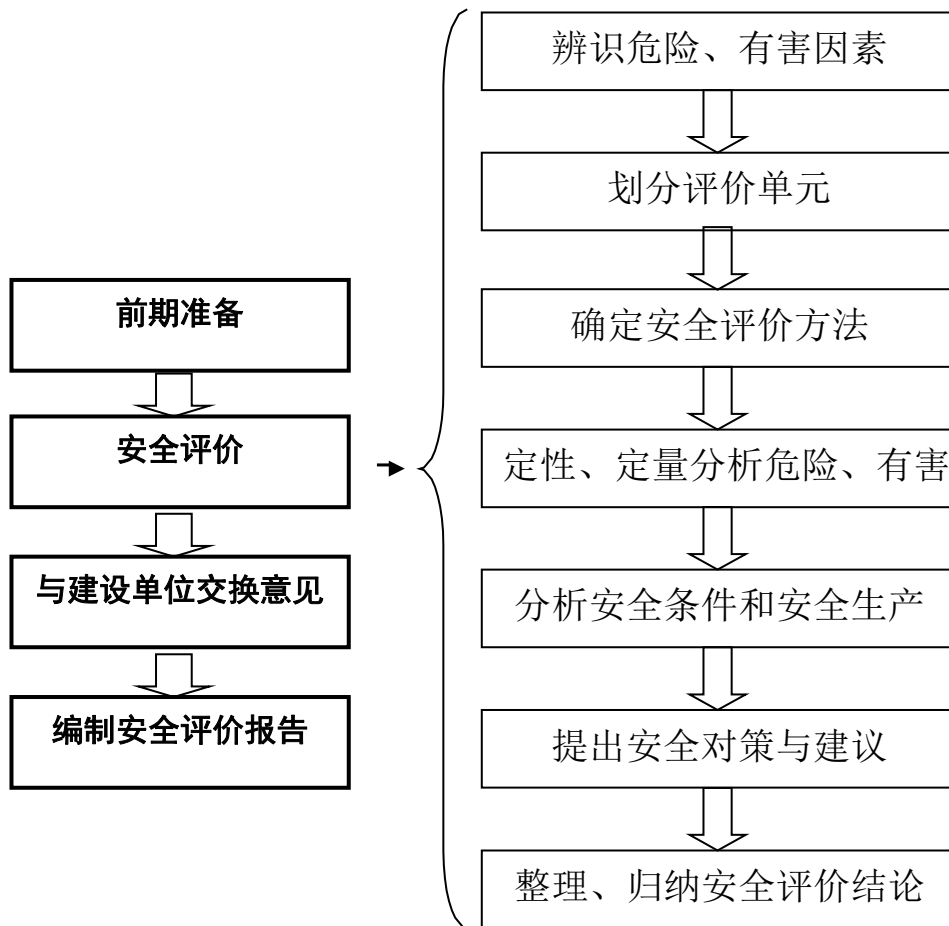 前期准备
安全评价
与建设单位交换意见
编制安全评价报告
辨识危险、有害因素
划分评价单元
确定安全评价方法
定性、定量分析危险、有害
分析安全条件和安全生产
提出安全对策与建议
整理、归纳安全评价结论